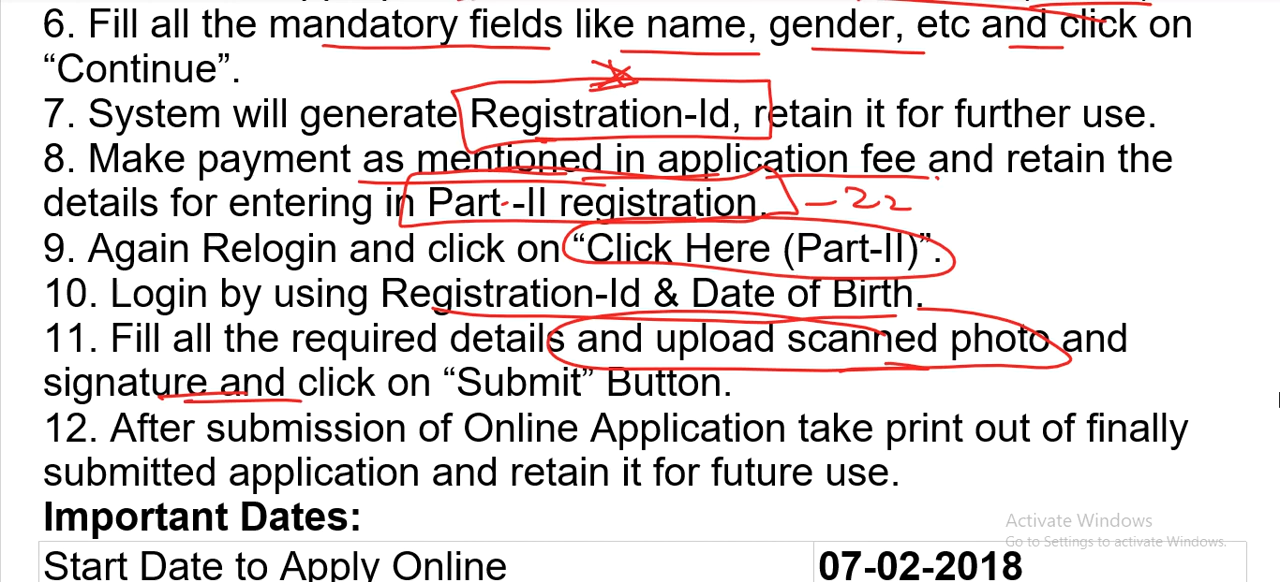 6. Fill all the mandatory fields like name, gender, etc and click on
“Continue”.
7. System will generate Registration-Id, retain it for further use.
8. Make payment as mentioned in application fee and retain the
details for entering in Part-II registration. - 22
9. Again Relogin and click on “Click Here (Part-II)”.
10. Login by using Registration-Id & Date of Birth.
11. Fill all the required details and upload scanned photo and
signature and click on “Submit” Button.
12. After submission of Online Application take print out of finally
submitted application and retain it for future use.
Important Dates:
Activate Windows
Go to Settings to activate Windows.
Start Date to Apply Online 07-02-2018